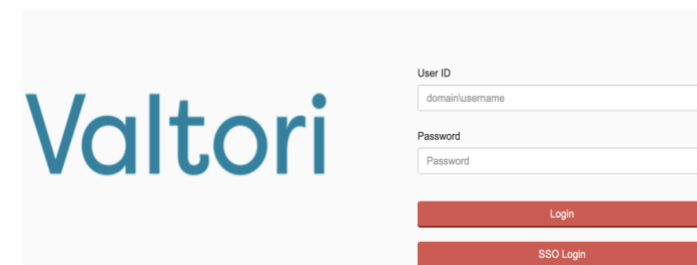 Valtori
User ID
domain\username
Password
Password
Login
SSO Login